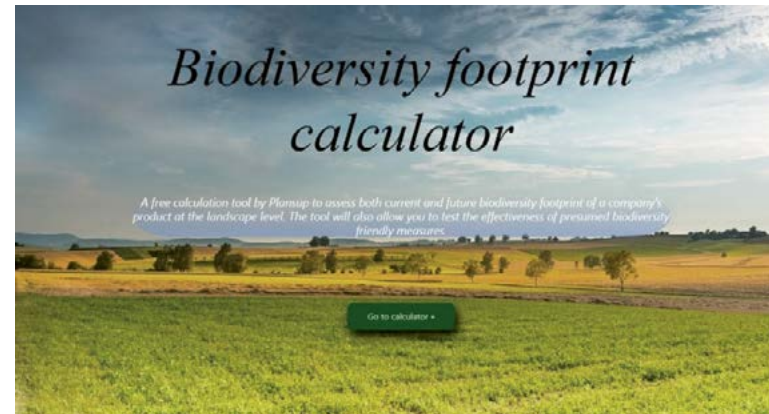 Biodiversity footprint
calculator
A free calculation tool by Plansup to assess both current and future biodiversity footprint of a company's
product at the landscape level. The tool will also allow you to test the effectiveness of presumed biodiversity
friendly measures.
Go to calculator »